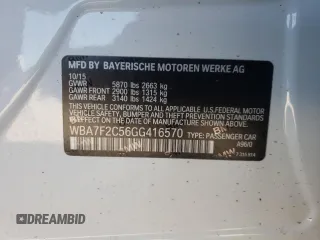 MFD BY BAYERISCHE MOTOREN WERKE AG
10/15
GVWR 5870 lbs 2663 kg
GAWR FRONT 2900 lbs 1315 kg
GAWR REAR 3140 lbs 1424 kg
THIS VEHICLE CONFORMS TO ALL APPLICABLE U.S. FEDERAL MOTOR
VEHICLE SAFETY, BUMPER, AND THEFT PREVENTION STANDARDS
IN EFFECT ON THE DATE OF MANUFACTURE SHOWN ABOVE.
WBA7F2C56GG416570 TYPE: PASSENGER CAR
A96/0
DREAMBID